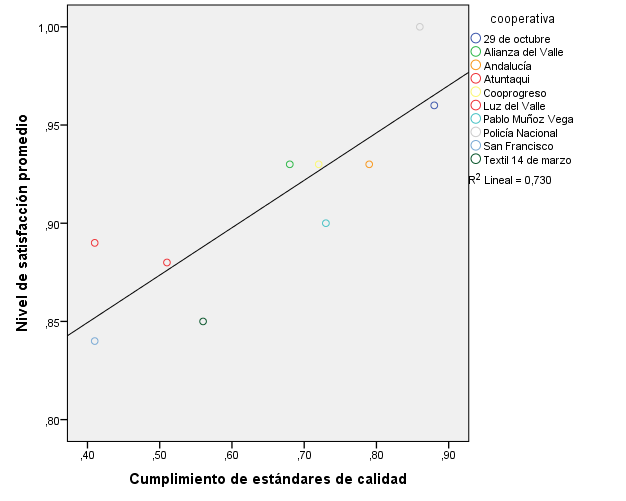 cooperativa
29 de octubre
Alianza del Valle
Andalucía
Atuntaqui
Cooprogreso
Luz del Valle
Pablo Muñoz Vega
Policía Nacional
San Francisco
Textil 14 de marzo
R² Lineal = 0,730
Nivel de satisfacción promedio
1,00
,95
,90
,85
,80
,40 ,50 ,60 ,70 ,80 ,90
Cumplimiento de estándares de calidad